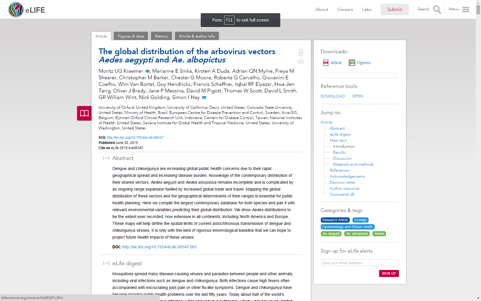 eLIFE
About Careers Labs Submit Search Menu
Press F11 to exit full screen
Article Figures & data Metrics Article & author info
The global distribution of the arbovirus vectors
Aedes aegypti and Ae. albopictus
Moritz UG Kraemer, Marianne E Sinka, Kirsten A Duda, Adrian QN Mylne, Freya M
Shearer, Christopher M Barker, Chester G Moore, Roberta G Carvalho, Giovanini E
Coelho, Wim Van Bortel, Guy Hendrickx, Francis Schaffner, Iqbal RF Elyazar, Hwa-Jen
Teng, Oliver J Brady, Jane P Messina, David M Pigott, Thomas W Scott, David L Smith,
GR William Wint, Nick Golding, Simon I Hay
University of Oxford, United Kingdom; University of California, Davis, United States; Colorado State University,
United States; Ministry of Health, Brazil; European Centre for Disease Prevention and Control, Sweden; Avia-GIS,
Belgium; Eijkman-Oxford Clinical Research Unit, Indonesia; Centers for Disease Control, Taiwan; National Institutes
of Health, United States; Sanaria Institute for Global Health and Tropical Medicine, United States; University of
Washington, United States
DOI: http://dx.doi.org/10.7554/eLife.08347
Published June 30, 2015
Cite as eLife 2015;4:e08347
Abstract
Dengue and chikungunya are increasing global public health concerns due to their rapid
geographical spread and increasing disease burden. Knowledge of the contemporary distribution
of their shared vectors, Aedes aegypti and Aedes albopictus remains incomplete and is complicated by
an ongoing range expansion fuelled by increased global trade and travel. Mapping the global
distribution of these vectors and the geographical determinants of their ranges is essential for public
health planning. Here we compile the largest contemporary database for both species and pair it with
relevant environmental variables predicting their global distribution. We show Aedes distributions to
be the widest ever recorded; now extensive in all continents, including North America and Europe.
These maps will help define the spatial limits of current autochthonous transmission of dengue and
chikungunya viruses. It is only with this kind of rigorous entomological baseline that we can hope to
project future health impacts of these viruses.
DOI: http://dx.doi.org/10.7554/eLife.08347.001
eLife digest
Mosquitoes spread many disease-causing viruses and parasites between people and other animals,
including viral infections such as dengue and chikungunya. Both infections cause high fevers often
accompanied with excruciating joint pain or other flu-like symptoms. Dengue and chikungunya have
become growing public health problems over the last fifty years. Today about half of the world's
Downloads:
Article Figures
Reference tools:
DOWNLOAD OPEN
Jump to:
Article
Abstract
eLife digest
Main text
Introduction
Results
Discussion
Materials and methods
References
Acknowledgements
Decision letter
Author response
Comments (0)
Categories & tags
Research Article Ecology
Epidemiology and Global Health
Ae. aegypti Ae. albopictus Aedes
Sign up for eLife alerts
SIGN UP